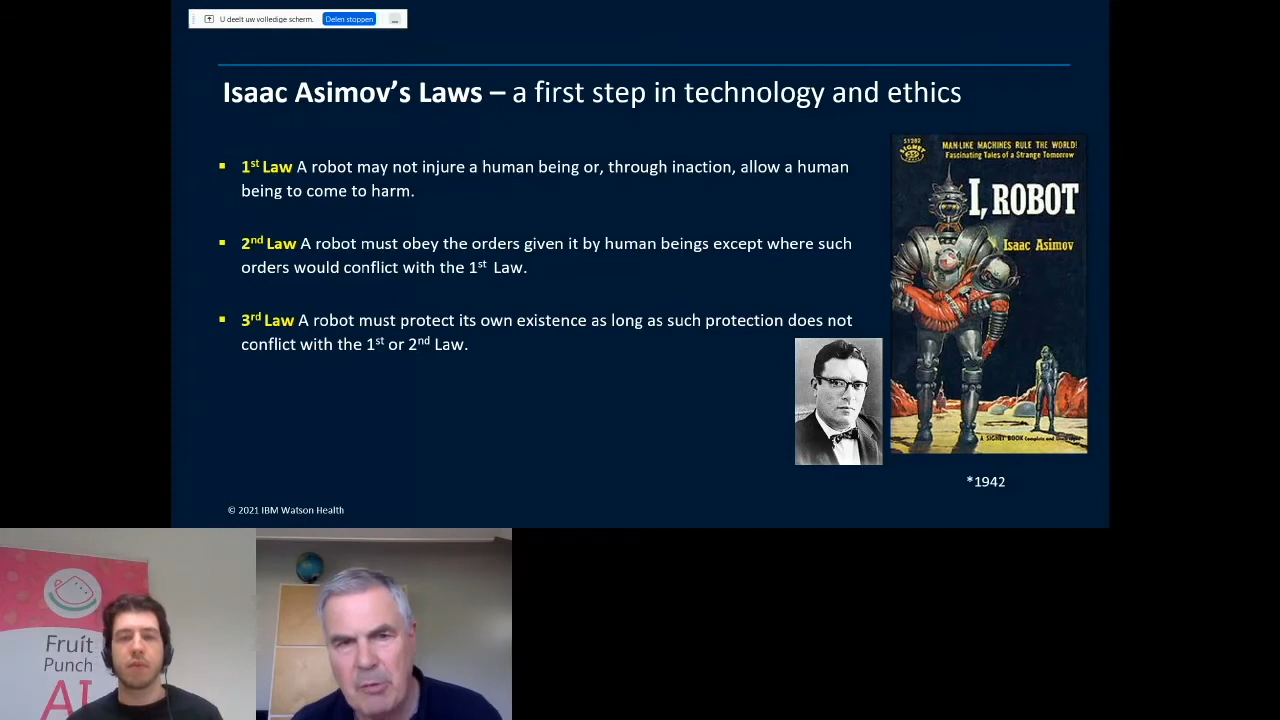 U deelt uw volledige scherm. Delen stoppen
Isaac Asimov's Laws – a first step in technology and ethics
1st Law A robot may not injure a human being or, through inaction, allow a human
being to come to harm.
2nd Law A robot must obey the orders given it by human beings except where such
orders would conflict with the 1st Law.
3rd Law A robot must protect its own existence as long as such protection does not
conflict with the 1st or 2nd Law.
SIGNET
MAN-LIKE MACHINES RULE THE WORLD!
Fascinating Tales of a Strange Tomorrow
I, ROBOT
Isaac Asimov
A SIGNET BOOK Complete and
*1942
© 2021 IBM Watson Health
Fruit
Punch
AI